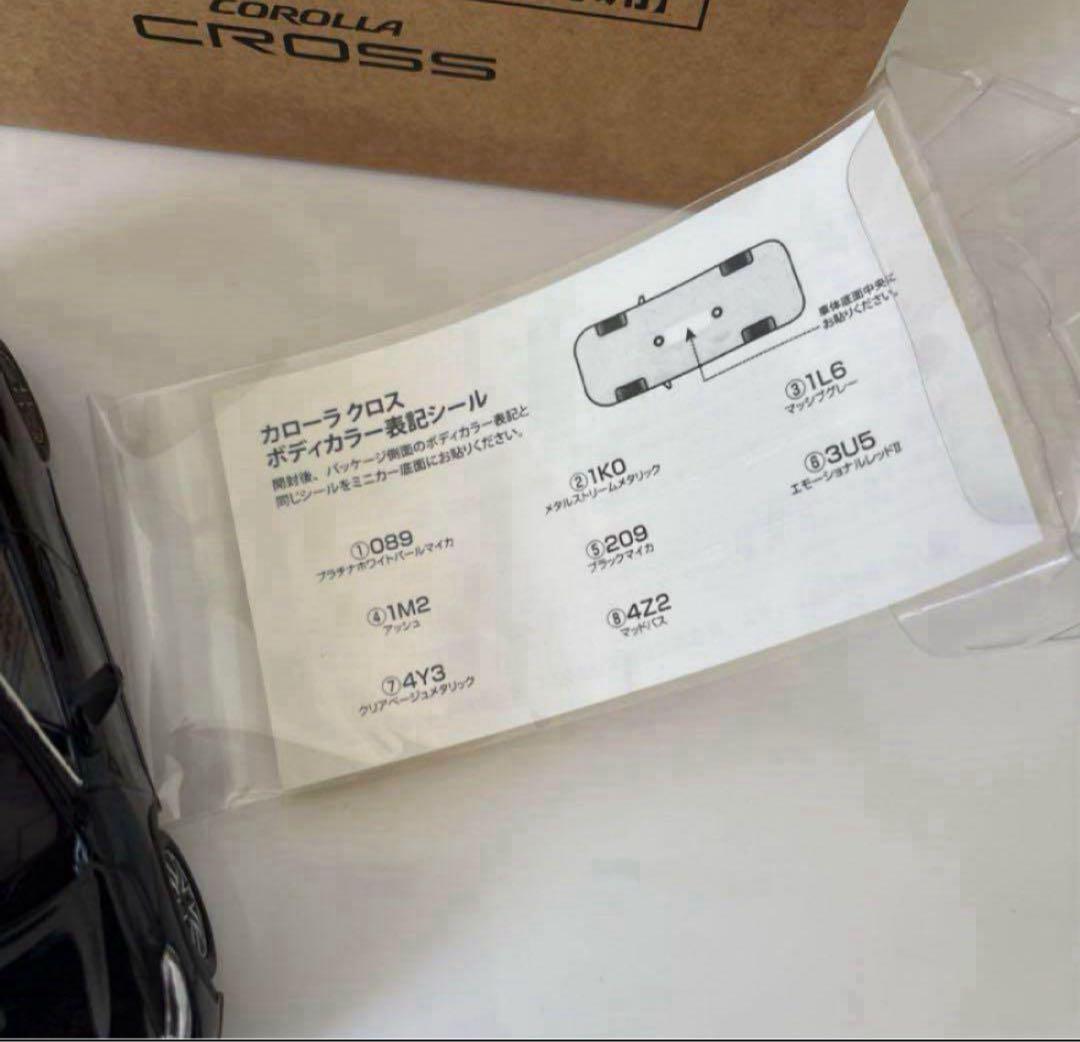 COROLLA
CROSS
カローラ クロス
ボディカラー表記シール
開封後、パッケージ側面のボディカラー表記と
同じシールをミニカー底面にお貼りください。
車体底面中央に
お貼りください。
①089
プラチナホワイトパールマイカ
②1K0
メタルストリームメタリック
③1L6
マッシブグレー
④1M2
アッシュ
⑤209
ブラックマイカ
⑥3U5
エモーショナルレッドⅡ
⑦4Y3
クリアベージュメタリック
⑧4Z2
マッドバス